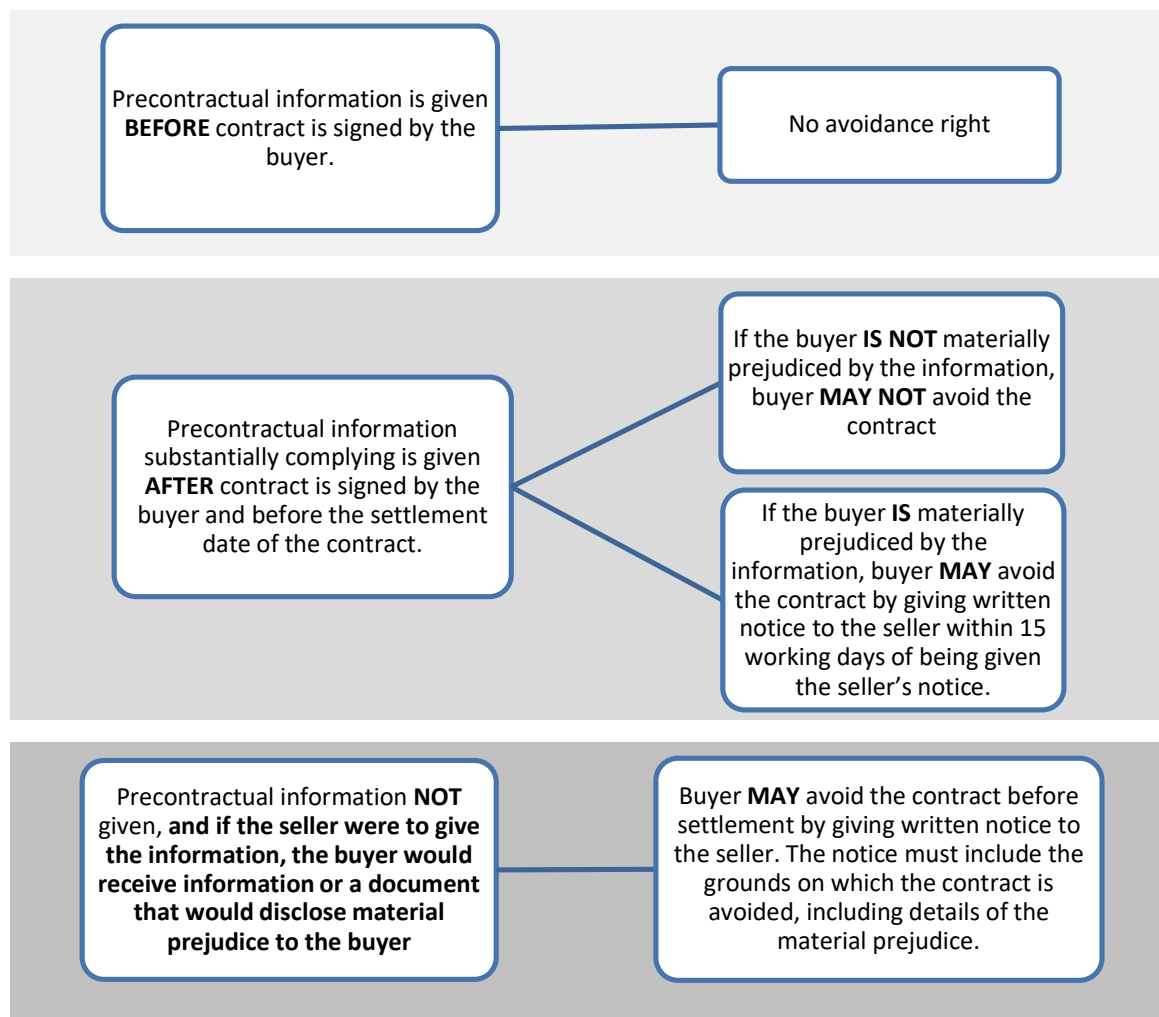 Precontractual information is given
BEFORE contract is signed by the
buyer.
No avoidance right
Precontractual information
substantially complying is given
AFTER contract is signed by the
buyer and before the settlement
date of the contract.
If the buyer IS NOT materially
prejudiced by the information,
buyer MAY NOT avoid the
contract
If the buyer IS materially
prejudiced by the
information, buyer MAY avoid
the contract by giving written
notice to the seller within 15
working days of being given
the seller’s notice.
Precontractual information NOT
given, and if the seller were to give
the information, the buyer would
receive information or a document
that would disclose material
prejudice to the buyer
Buyer MAY avoid the contract before
settlement by giving written notice to
the seller. The notice must include the
grounds on which the contract is
avoided, including details of the
material prejudice.